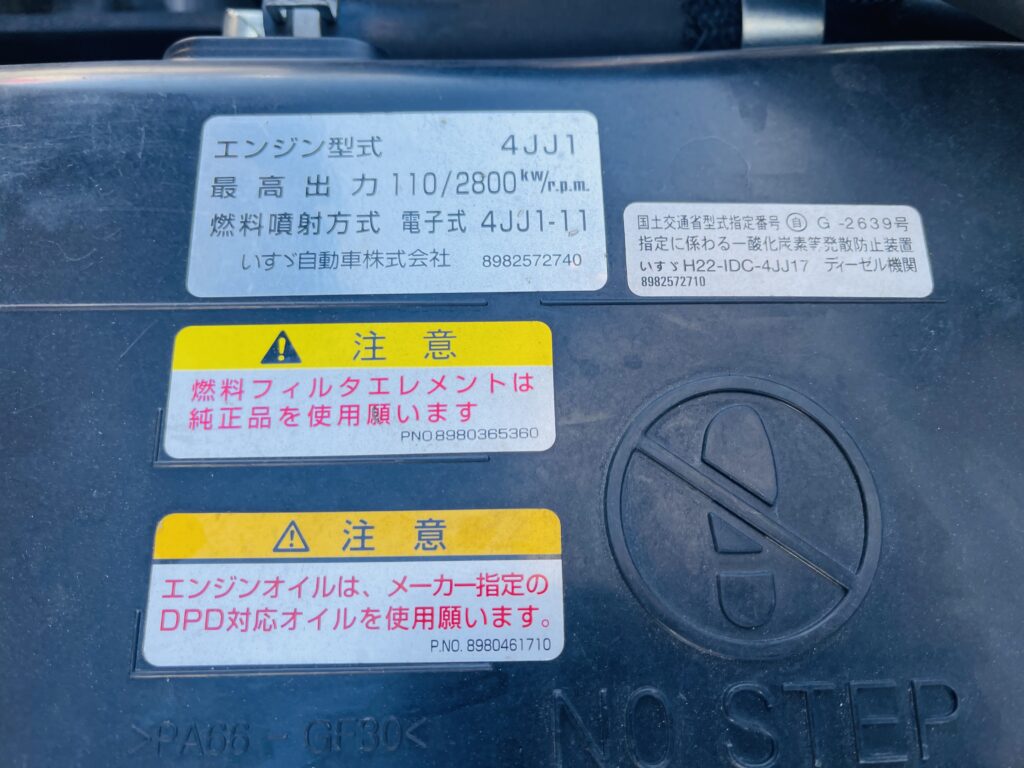 エンジン型式 4JJ1
最高出力 110/2800kW/r.p.m.
燃料噴射方式 電子式 4JJ1-11
いすゞ自動車株式会社 8982572740
国土交通省型式指定番号 自 G-2639号
指定に係わる一酸化炭素等発散防止装置
いすゞH22-IDC-4JJ17 ディーゼル機関
8982572710
注意
燃料フィルタエレメントは
純正品を使用願います
PNO8980365360
注意
エンジンオイルは、メーカー指定の
DPD対応オイルを使用願います。
P.NO. 8980461710
NO STEP
>PA66-GF30<